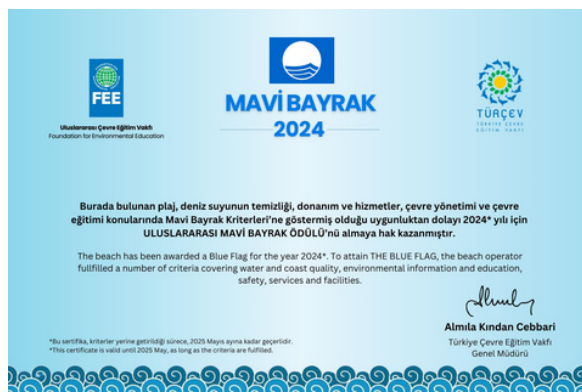 FEE
Uluslararası Çevre Eğitim Vakfı
Foundation for Environmental Education
MAVİ BAYRAK
2024
TÜRÇEV
TÜRKİYE ÇEVRE
EĞİTİM VAKFI
Burada bulunan plaj, deniz suyunun temizliği, donanım ve hizmetler, çevre yönetimi ve çevre
eğitimi konularında Mavi Bayrak Kriterleri'ne göstermiş olduğu uygunluktan dolayı 2024* yılı için
ULUSLARARASI MAVİ BAYRAK ÖDÜLÜ'nü almaya hak kazanmıştır.
The beach has been awarded a Blue Flag for the year 2024*. To attain THE BLUE FLAG, the beach operator
fullfilled a number of criteria covering water and coast quality, environmental information and education,
safety, services and facilities.
Almıla Kından Cebbari
Türkiye Çevre Eğitim Vakfı
Genel Müdürü
*Bu sertifika, kriterler yerine getirildiği sürece, 2025 Mayıs ayına kadar geçerlidir.
*This certificate is valid until 2025 May, as long as the criteria are fulfilled.